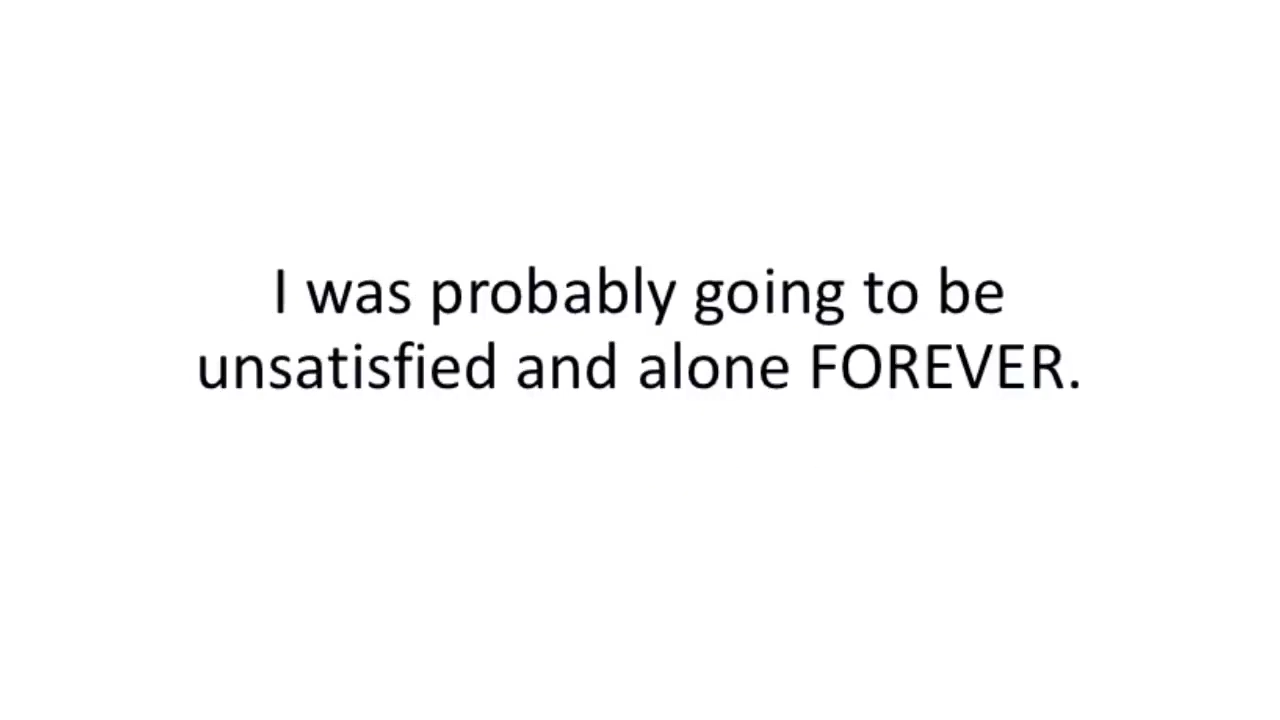 I was probably going to be
unsatisfied and alone FOREVER.